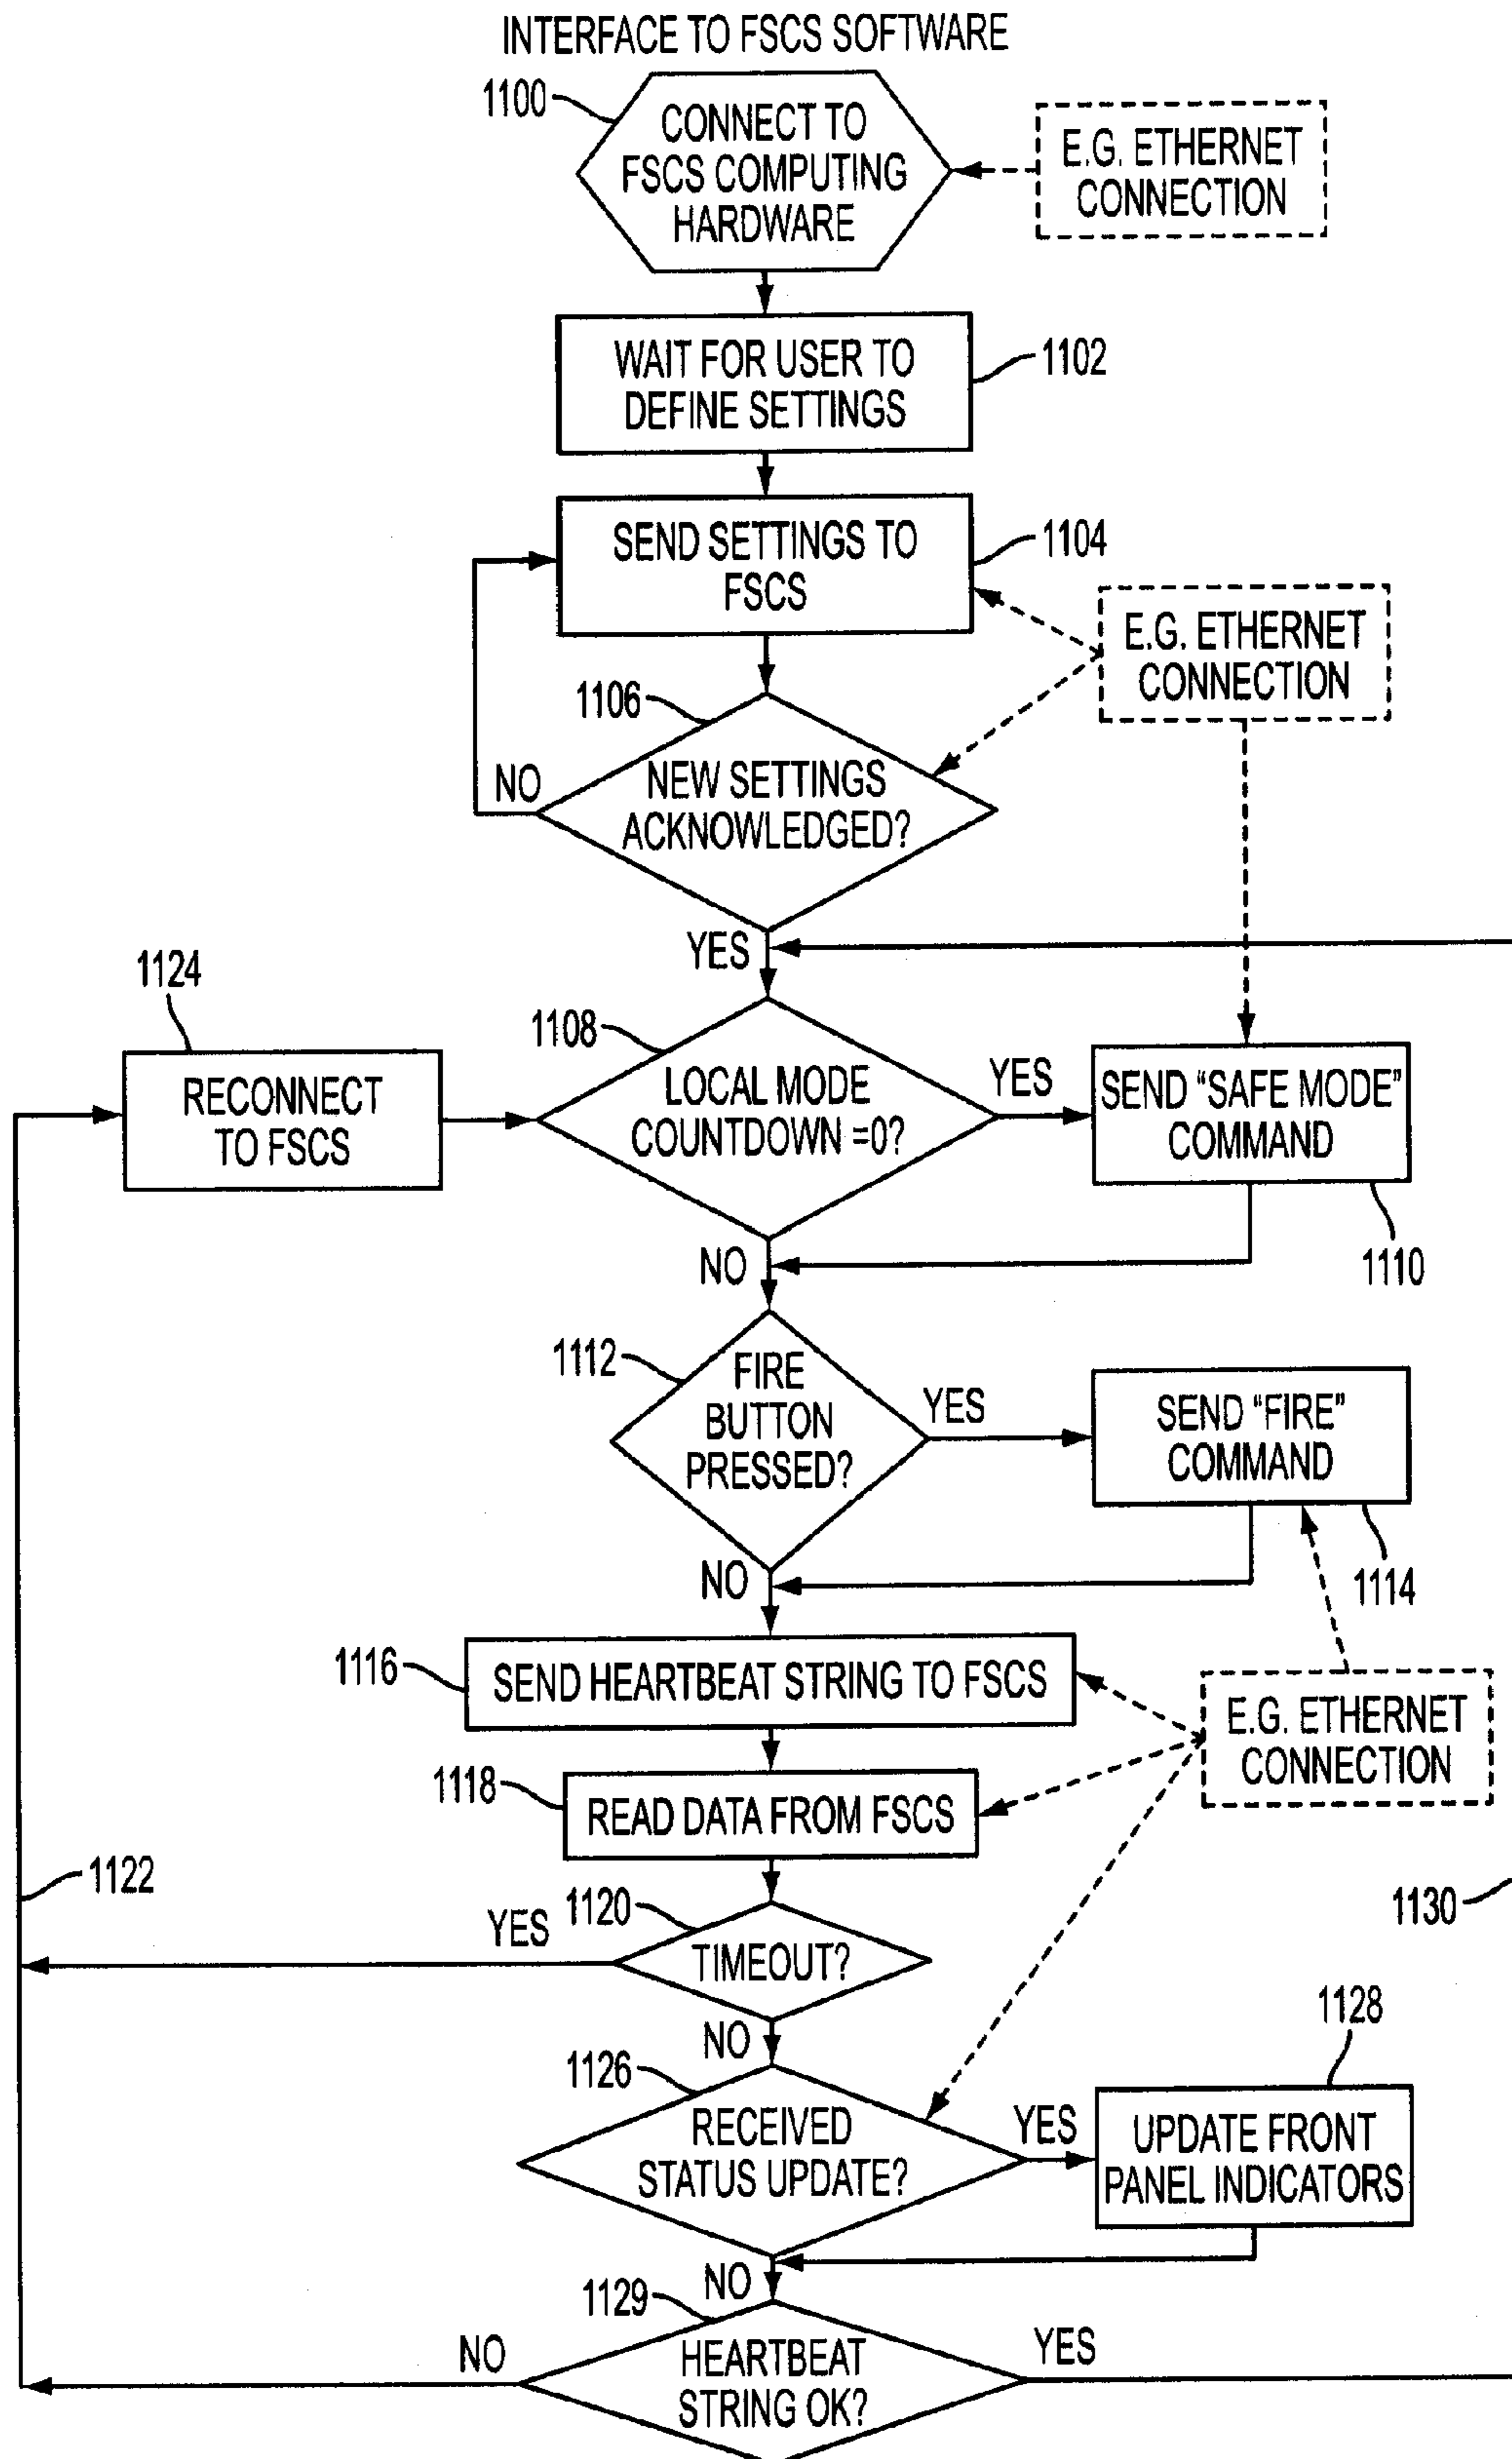 INTERFACE TO FSCS SOFTWARE
1100
CONNECT TO
FSCS COMPUTING
HARDWARE
E.G. ETHERNET
CONNECTION
WAIT FOR USER TO
DEFINE SETTINGS
1102
SEND SETTINGS TO
FSCS
1104
E.G. ETHERNET
CONNECTION
1106
NEW SETTINGS
ACKNOWLEDGED?
NO
YES
1124
RECONNECT
TO FSCS
1108
LOCAL MODE
COUNTDOWN =0?
YES
SEND “SAFE MODE”
COMMAND
1110
NO
1112
FIRE
BUTTON
PRESSED?
YES
SEND “FIRE”
COMMAND
1114
NO
1116
SEND HEARTBEAT STRING TO FSCS
E.G. ETHERNET
CONNECTION
1118
READ DATA FROM FSCS
1122
1130
YES
1120
TIMEOUT?
NO
1126
RECEIVED
STATUS UPDATE?
YES
1128
UPDATE FRONT
PANEL INDICATORS
NO
1129
HEARTBEAT
STRING OK?
NO
YES